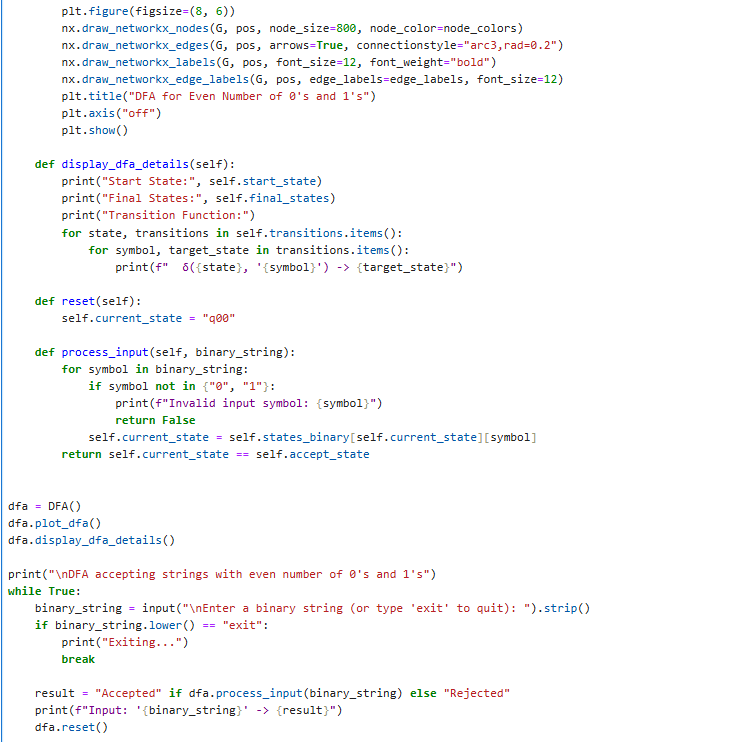 plt.figure(figsize=(8, 6))
        nx.draw_networkx_nodes(G, pos, node_size=800, node_color=node_colors)
        nx.draw_networkx_edges(G, pos, arrows=True, connectionstyle="arc3,rad=0.2")
        nx.draw_networkx_labels(G, pos, font_size=12, font_weight="bold")
        nx.draw_networkx_edge_labels(G, pos, edge_labels=edge_labels, font_size=12)
        plt.title("DFA for Even Number of 0's and 1's")
        plt.axis("off")
        plt.show()

    def display_dfa_details(self):
        print("Start State:", self.start_state)
        print("Final States:", self.final_states)
        print("Transition Function:")
        for state, transitions in self.transitions.items():
            for symbol, target_state in transitions.items():
                print(f"  δ({state}, '{symbol}') -> {target_state}")

    def reset(self):
        self.current_state = "q00"

    def process_input(self, binary_string):
        for symbol in binary_string:
            if symbol not in {"0", "1"}:
                print(f"Invalid input symbol: {symbol}")
                return False
            self.current_state = self.states_binary[self.current_state][symbol]
        return self.current_state == self.accept_state


dfa = DFA()
dfa.plot_dfa()
dfa.display_dfa_details()

print("\nDFA accepting strings with even number of 0's and 1's")
while True:
    binary_string = input("\nEnter a binary string (or type 'exit' to quit): ").strip()
    if binary_string.lower() == "exit":
        print("Exiting...")
        break

    result = "Accepted" if dfa.process_input(binary_string) else "Rejected"
    print(f"Input: '{binary_string}' -> {result}")
    dfa.reset()